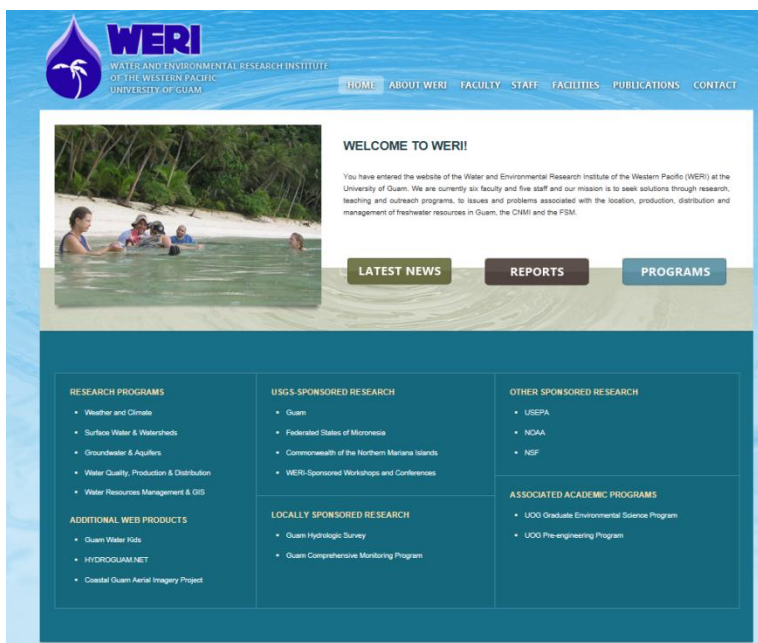 WERI
WATER AND ENVIRONMENTAL RESEARCH INSTITUTE
OF THE WESTERN PACIFIC
UNIVERSITY OF GUAM
HOME ABOUT WERI FACULTY STAFF FACILITIES PUBLICATIONS CONTACT
WELCOME TO WERI!
You have entered the website of the Water and Environmental Research Institute of the Western Pacific (WERI) at the
University of Guam. We are currently six faculty and five staff and our mission is to seek solutions through research,
teaching and outreach programs, to issues and problems associated with the location, production, distribution and
management of freshwater resources in Guam, the CNMI and the FSM.
LATEST NEWS REPORTS PROGRAMS
RESEARCH PROGRAMS
• Weather and Climate
• Surface Water & Watersheds
• Groundwater & Aquifers
• Water Quality, Production & Distribution
• Water Resources Management & GIS
ADDITIONAL WEB PRODUCTS
• Guam Water Kids
• HYDROGUAM.NET
• Coastal Guam Aerial Imagery Project
USGS-SPONSORED RESEARCH
• Guam
• Federated States of Micronesia
• Commonwealth of the Northern Mariana Islands
• WERI-Sponsored Workshops and Conferences
LOCALLY SPONSORED RESEARCH
• Guam Hydrologic Survey
• Guam Comprehensive Monitoring Program
OTHER SPONSORED RESEARCH
• USEPA
• NOAA
• NSF
ASSOCIATED ACADEMIC PROGRAMS
• UOG Graduate Environmental Science Program
• UOG Pre-engineering Program